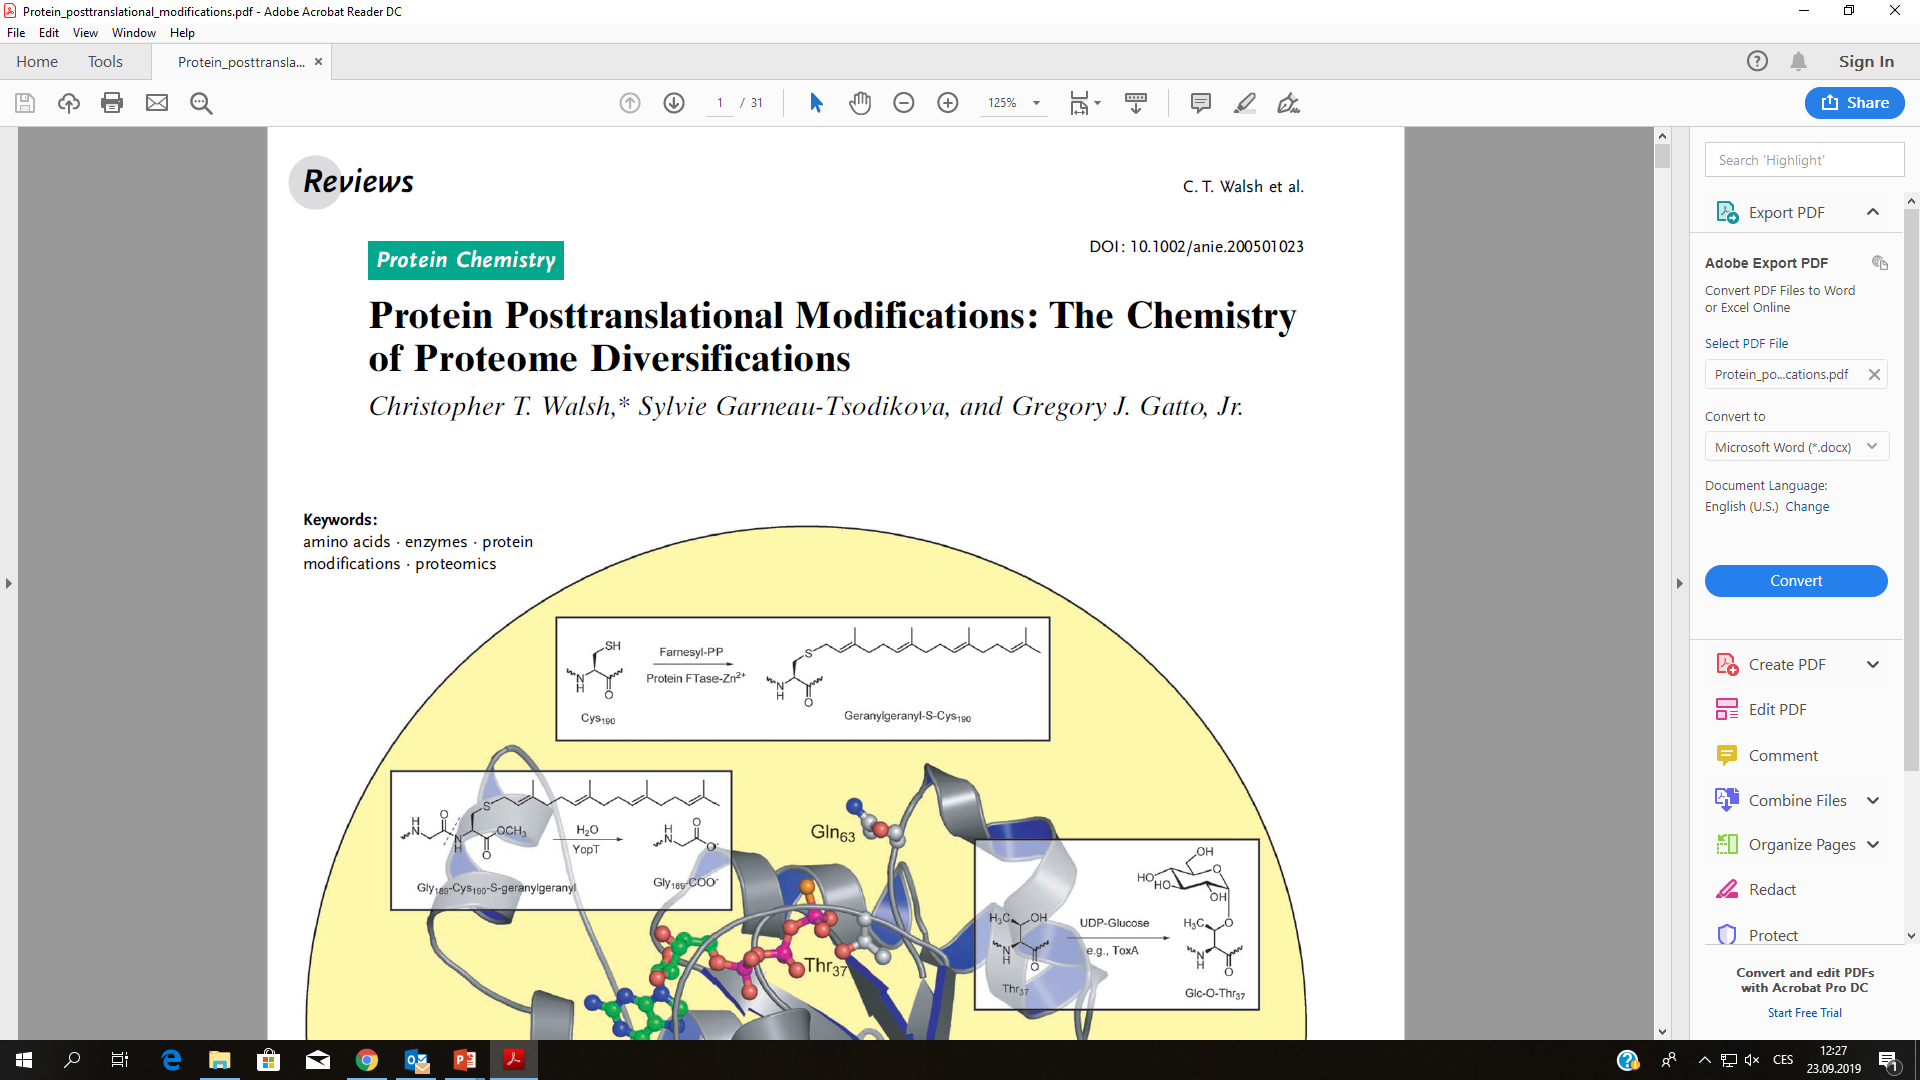 Protein_posttranslational_modifications.pdf - Adobe Acrobat Reader DC
File Edit View Window Help
Home Tools Protein_posttransla... ×
Sign In
1 / 31
125%
Share
Reviews
C. T. Walsh et al.
DOI: 10.1002/anie.200501023
Protein Chemistry
Protein Posttranslational Modifications: The Chemistry
of Proteome Diversifications
Christopher T. Walsh,* Sylvie Garneau-Tsodikova, and Gregory J. Gatto, Jr.
Keywords:
amino acids · enzymes · protein
modifications · proteomics
SH
N
H
O
Farnesyl-PP
Protein FTase-Zn2+
S
N
H
O
Cys190
Geranylgeranyl-S-Cys190
S
H
N
O
N
H
OCH3
O
H2O
YopT
H
N
O
O-
Gly189-Cys190-S-geranylgeranyl
Gly189-COO-
Gln63
Thr37
H3C
OH
N
H
O
Thr37
UDP-Glucose
e.g., ToxA
OH
HO
HO
O
OH
H3C
O
N
H
O
Glc-O-Thr37
Search 'Highlight'
Export PDF
Adobe Export PDF
Convert PDF Files to Word
or Excel Online
Select PDF File
Protein_po...cations.pdf
Convert to
Microsoft Word (*.docx)
Document Language:
English (U.S.) Change
Convert
Create PDF
Edit PDF
Comment
Combine Files
Organize Pages
Redact
Protect
Convert and edit PDFs
with Acrobat Pro DC
Start Free Trial
CES
12:27
23.09.2019
1